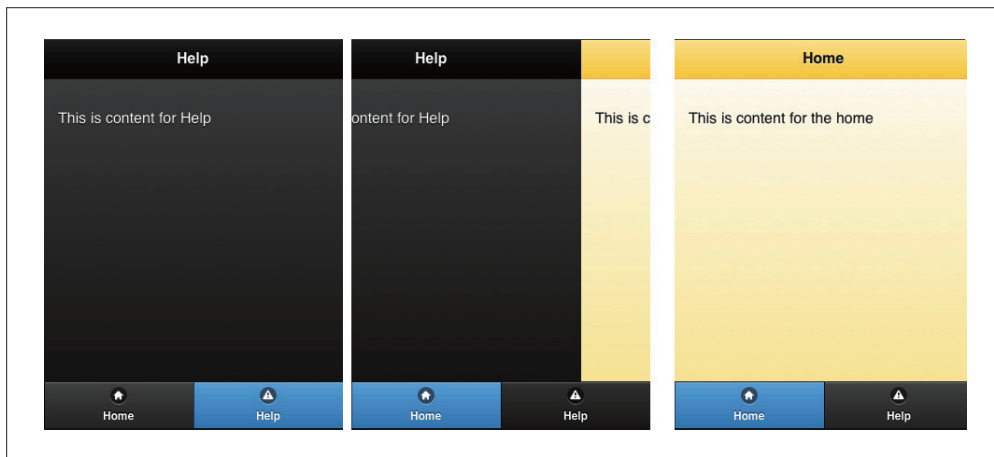 Help
This is content for Help
Home
Help
Help
ontent for Help
This is c
Home
Help
Home
This is content for the home
Home
Help